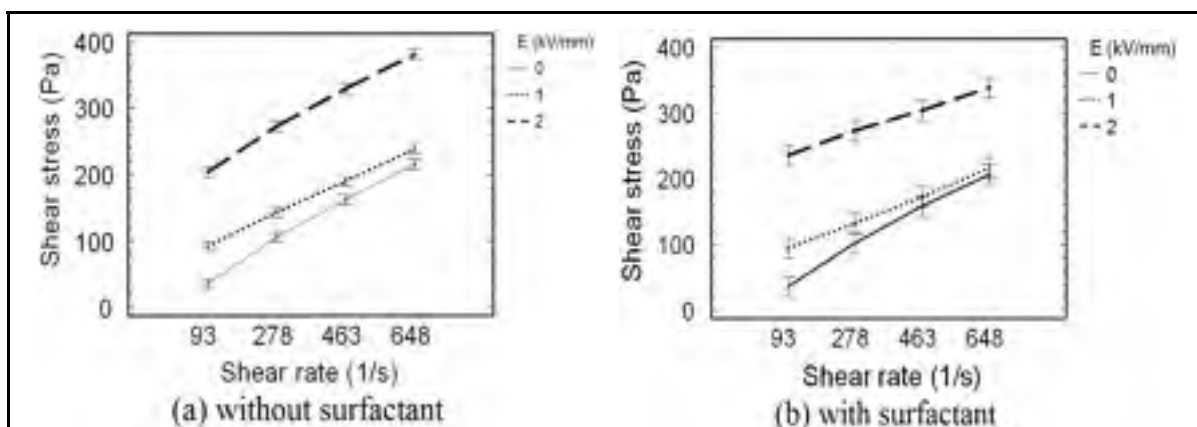 400
300
200
100
0
Shear stress (Pa)
93 278 463 648
Shear rate (1/s)
E (kV/mm)
0
1
2
(a) without surfactant
400
300
200
100
0
Shear stress (Pa)
93 278 463 648
Shear rate (1/s)
E (kV/mm)
0
1
2
(b) with surfactant